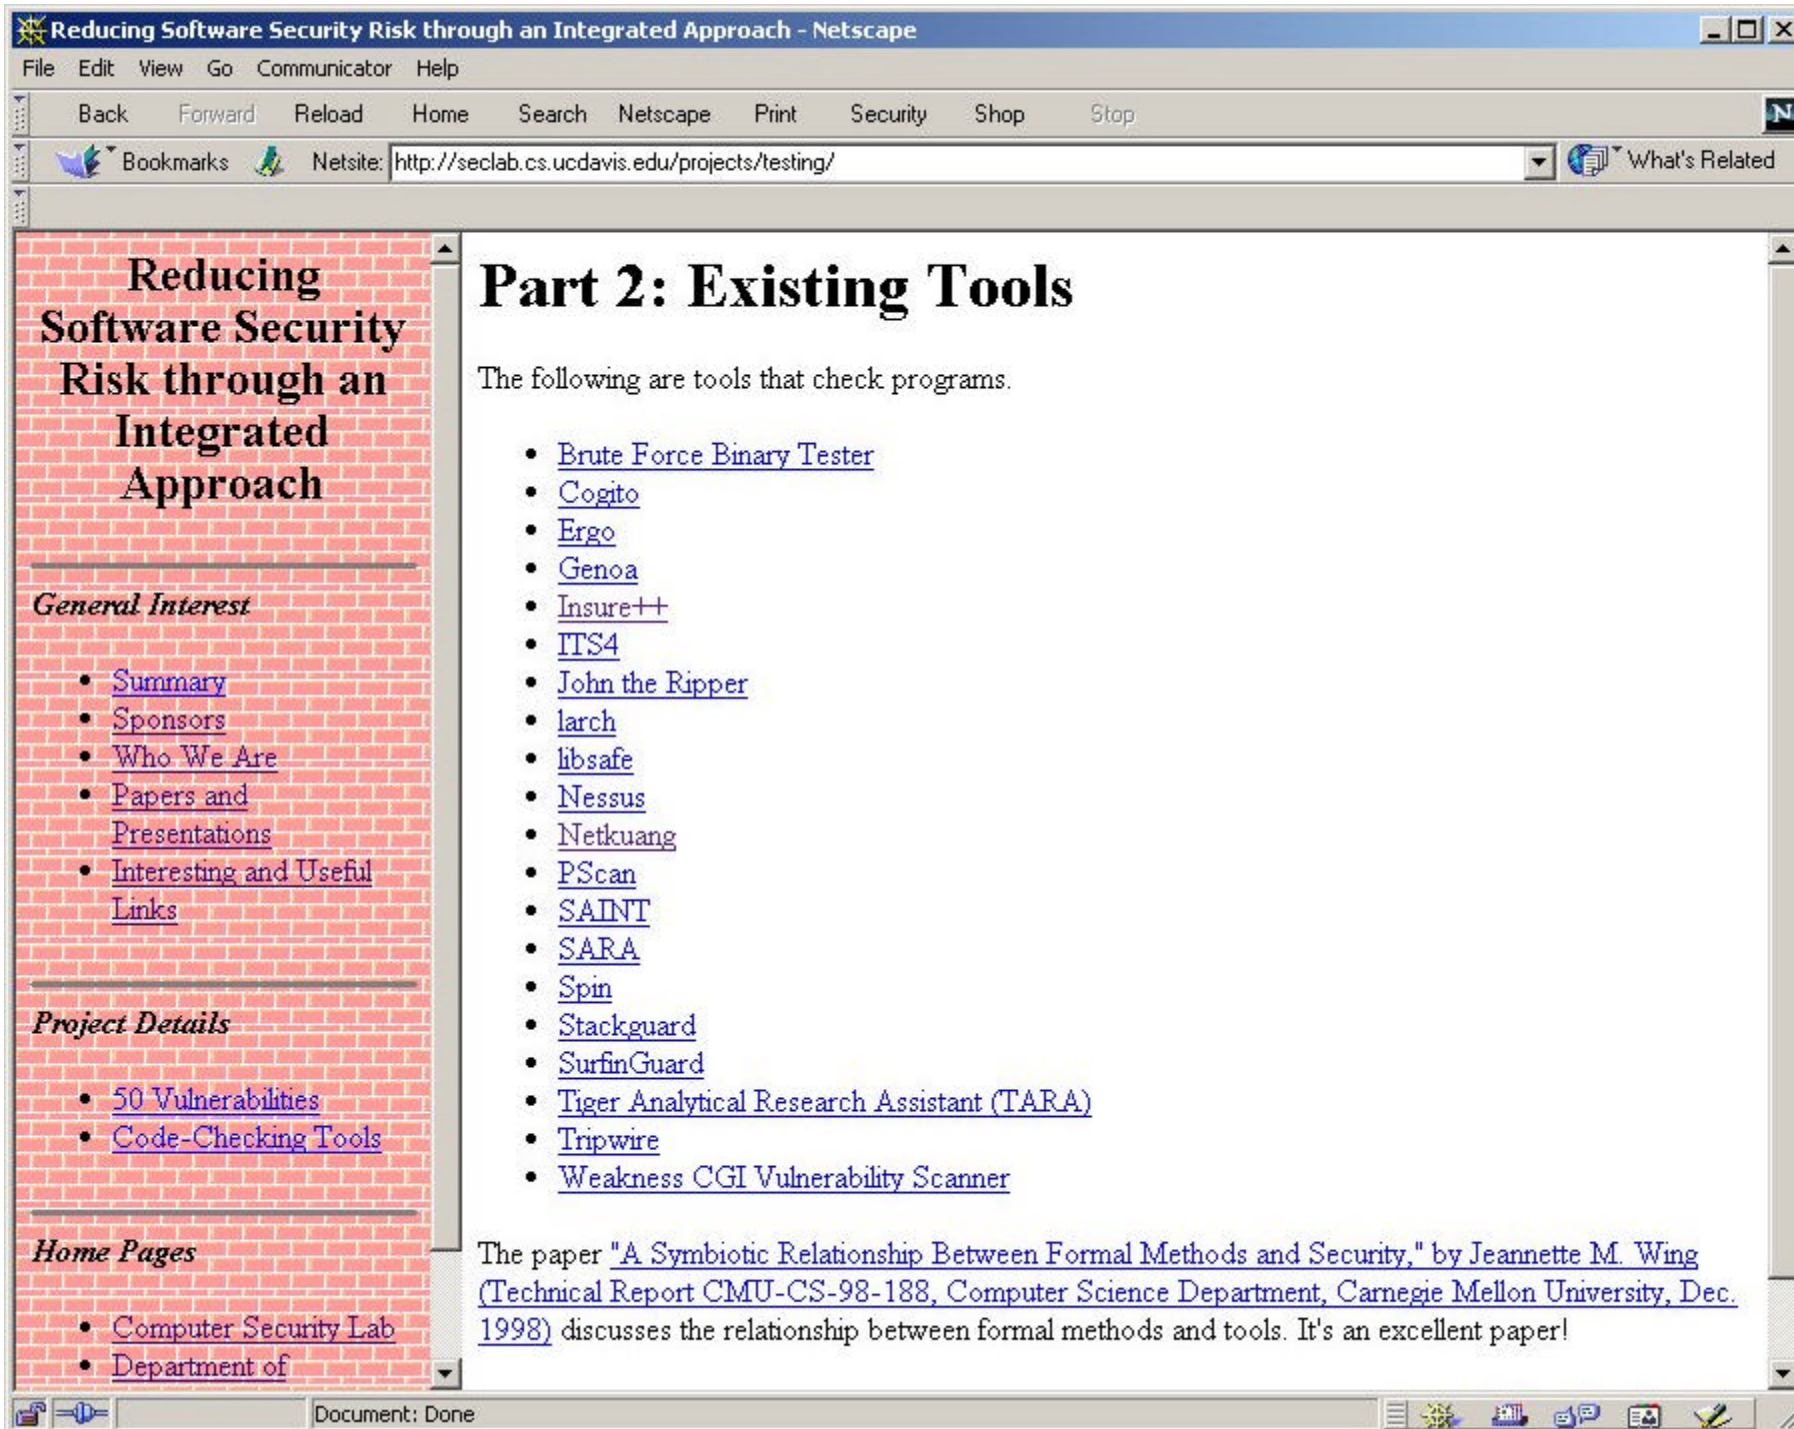 Reducing Software Security Risk through an Integrated Approach - Netscape
File Edit View Go Communicator Help
Back Forward Reload Home Search Netscape Print Security Shop Stop
N
Bookmarks Netsite: http://seclab.cs.ucdavis.edu/projects/testing/ What's Related
Reducing
Software Security
Risk through an
Integrated
Approach
General Interest
• Summary
• Sponsors
• Who We Are
• Papers and
Presentations
• Interesting and Useful
Links
Project Details
• 50 Vulnerabilities
• Code-Checking Tools
Home Pages
• Computer Security Lab
• Department of
Part 2: Existing Tools
The following are tools that check programs.
• Brute Force Binary Tester
• Cogito
• Ergo
• Genoa
• Insure++
• ITS4
• John the Ripper
• larch
• libsafe
• Nessus
• Netkuang
• PScan
• SAINT
• SARA
• Spin
• Stackguard
• SurfinGuard
• Tiger Analytical Research Assistant (TARA)
• Tripwire
• Weakness CGI Vulnerability Scanner
The paper "A Symbiotic Relationship Between Formal Methods and Security," by Jeannette M. Wing
(Technical Report CMU-CS-98-188, Computer Science Department, Carnegie Mellon University, Dec.
1998) discusses the relationship between formal methods and tools. It's an excellent paper!
Document: Done